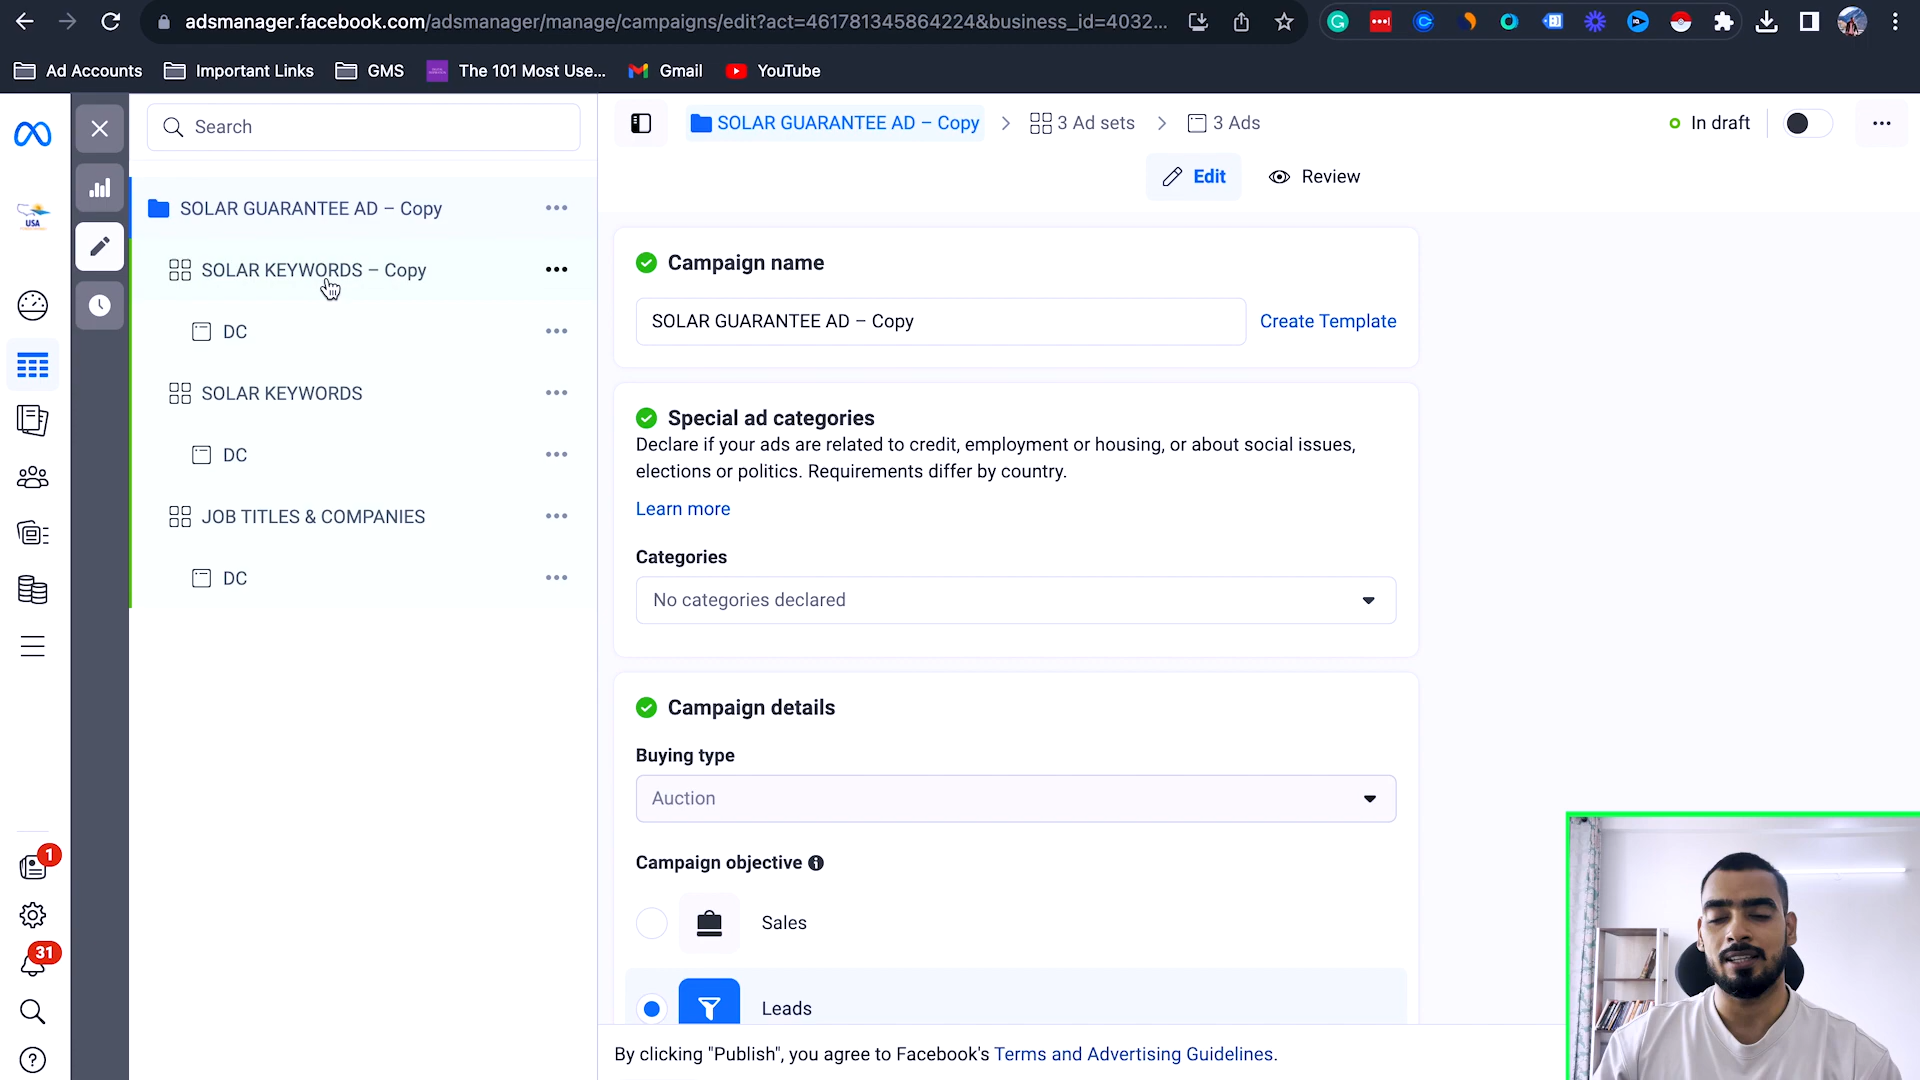 adsmanager.facebook.com/adsmanager/manage/campaigns/edit?act=461781345864224&business_id=4032...
Ad Accounts
Important Links
GMS
The 101 Most Use...
Gmail
YouTube
Search
SOLAR GUARANTEE AD – Copy
3 Ad sets
3 Ads
In draft
Edit
Review
USA
SOLAR GUARANTEE AD – Copy
SOLAR KEYWORDS – Copy
DC
SOLAR KEYWORDS
DC
JOB TITLES & COMPANIES
DC
Campaign name
SOLAR GUARANTEE AD – Copy
Create Template
Special ad categories
Declare if your ads are related to credit, employment or housing, or about social issues,
elections or politics. Requirements differ by country.
Learn more
Categories
No categories declared
Campaign details
Buying type
Auction
Campaign objective
Sales
Leads
1
31
By clicking "Publish", you agree to Facebook's Terms and Advertising Guidelines.